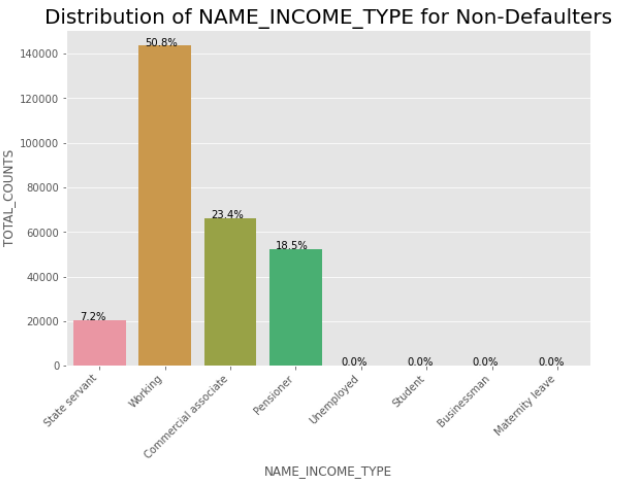 Distribution of NAME_INCOME_TYPE for Non-Defaulters
TOTAL_COUNTS
140000
120000
100000
80000
60000
40000
20000
0
7.2%
50.8%
23.4%
18.5%
0.0%
0.0%
0.0%
0.0%
State servant
Working
Commercial associate
Pensioner
Unemployed
Student
Businessman
Maternity leave
NAME_INCOME_TYPE